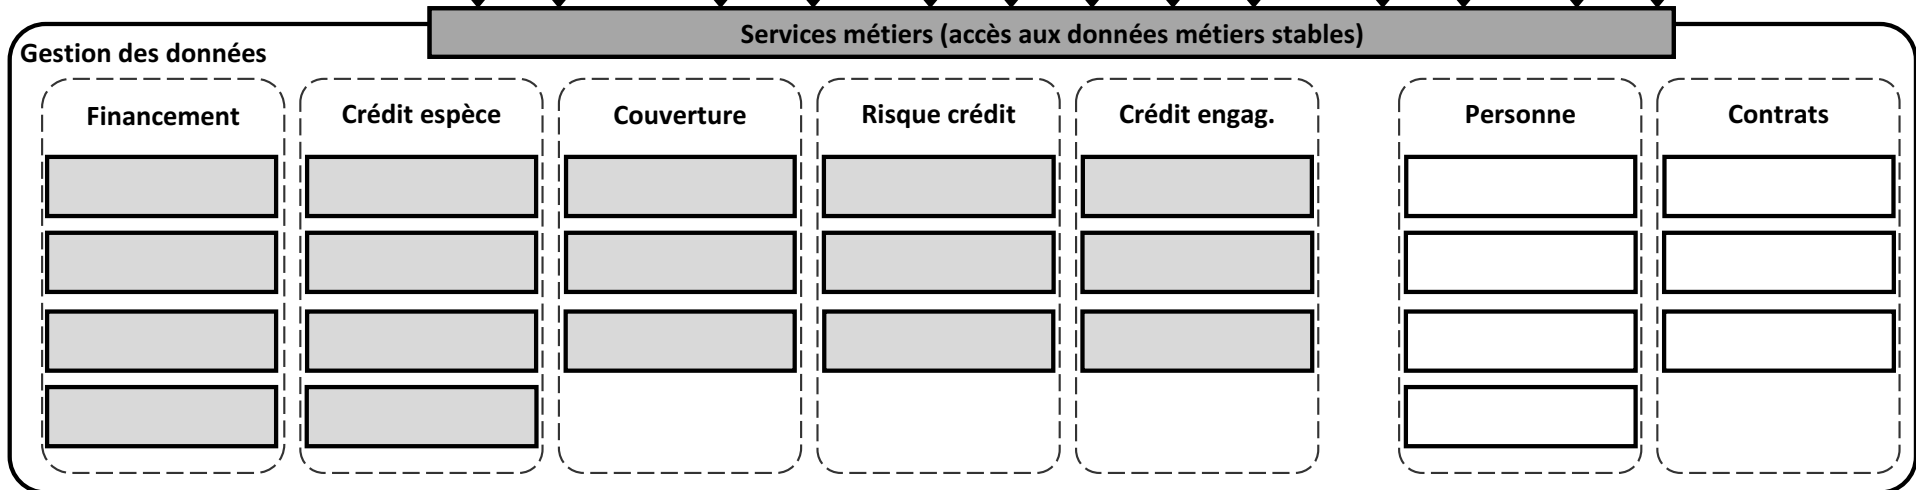 Services métiers (accès aux données métiers stables)
Gestion des données
Financement
Crédit espèce
Couverture
Risque crédit
Crédit engag.
Personne
Contrats